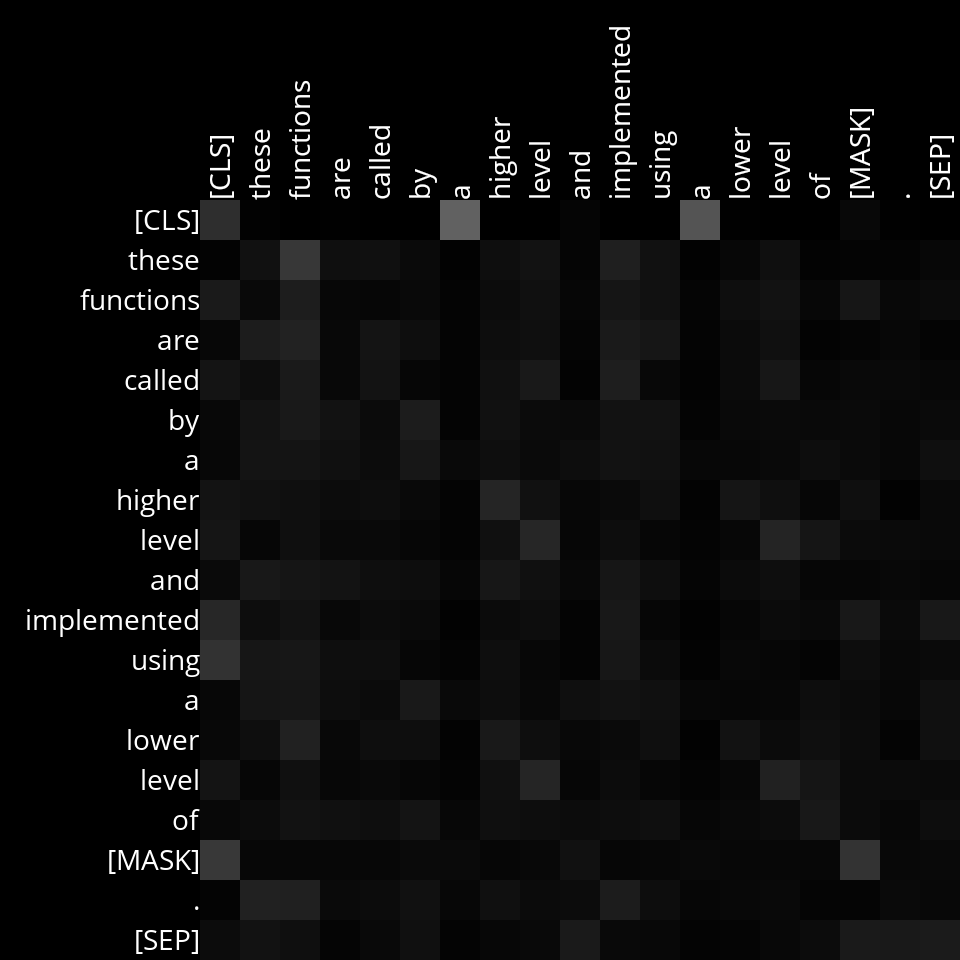 [CLS] these functions are called by a higher level and implemented using a lower level of [MASK] . [SEP]
[CLS]
these
functions
are
called
by
a
higher
level
and
implemented
using
a
lower
level
of
[MASK]
.
[SEP]